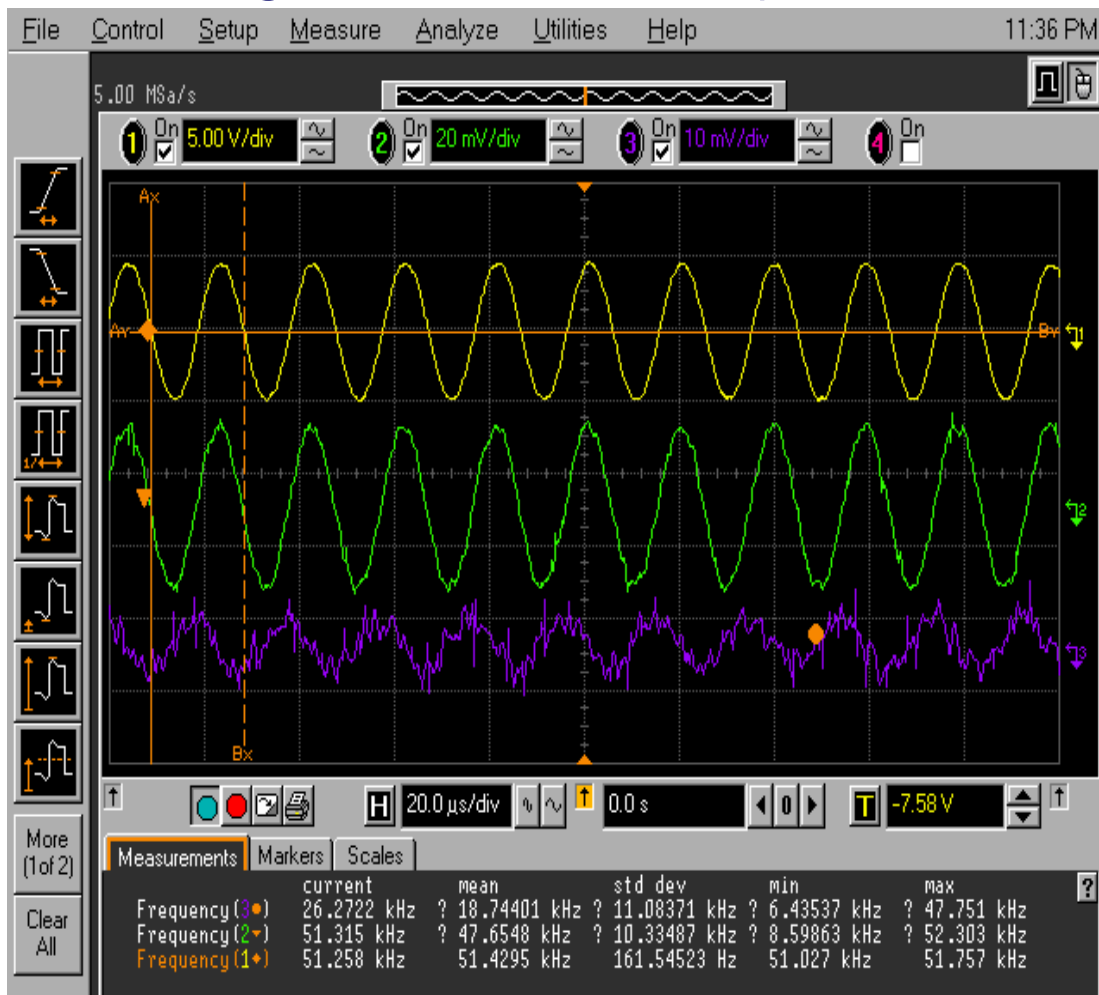 File Control Setup Measure Analyze Utilities Help 11:36 PM
5.00 MSa/s
1 On 5.00 V/div 2 On 20 mV/div 3 On 10 mV/div 4 On
Ax
Ay By
1
2
3
1/
Bx
H 20.0 µs/div 0.0 s 0 T -7.58 V
More
(1of 2)
Clear
All
Measurements Markers Scales
current mean std dev min max
?
Frequency(3) 26.2722 kHz ? 18.74401 kHz ? 11.08371 kHz ? 6.43537 kHz ? 47.751 kHz
Frequency(2) 51.315 kHz ? 47.6548 kHz ? 10.33487 kHz ? 8.59863 kHz ? 52.303 kHz
Frequency(1) 51.258 kHz 51.4295 kHz 161.54523 Hz 51.027 kHz 51.757 kHz